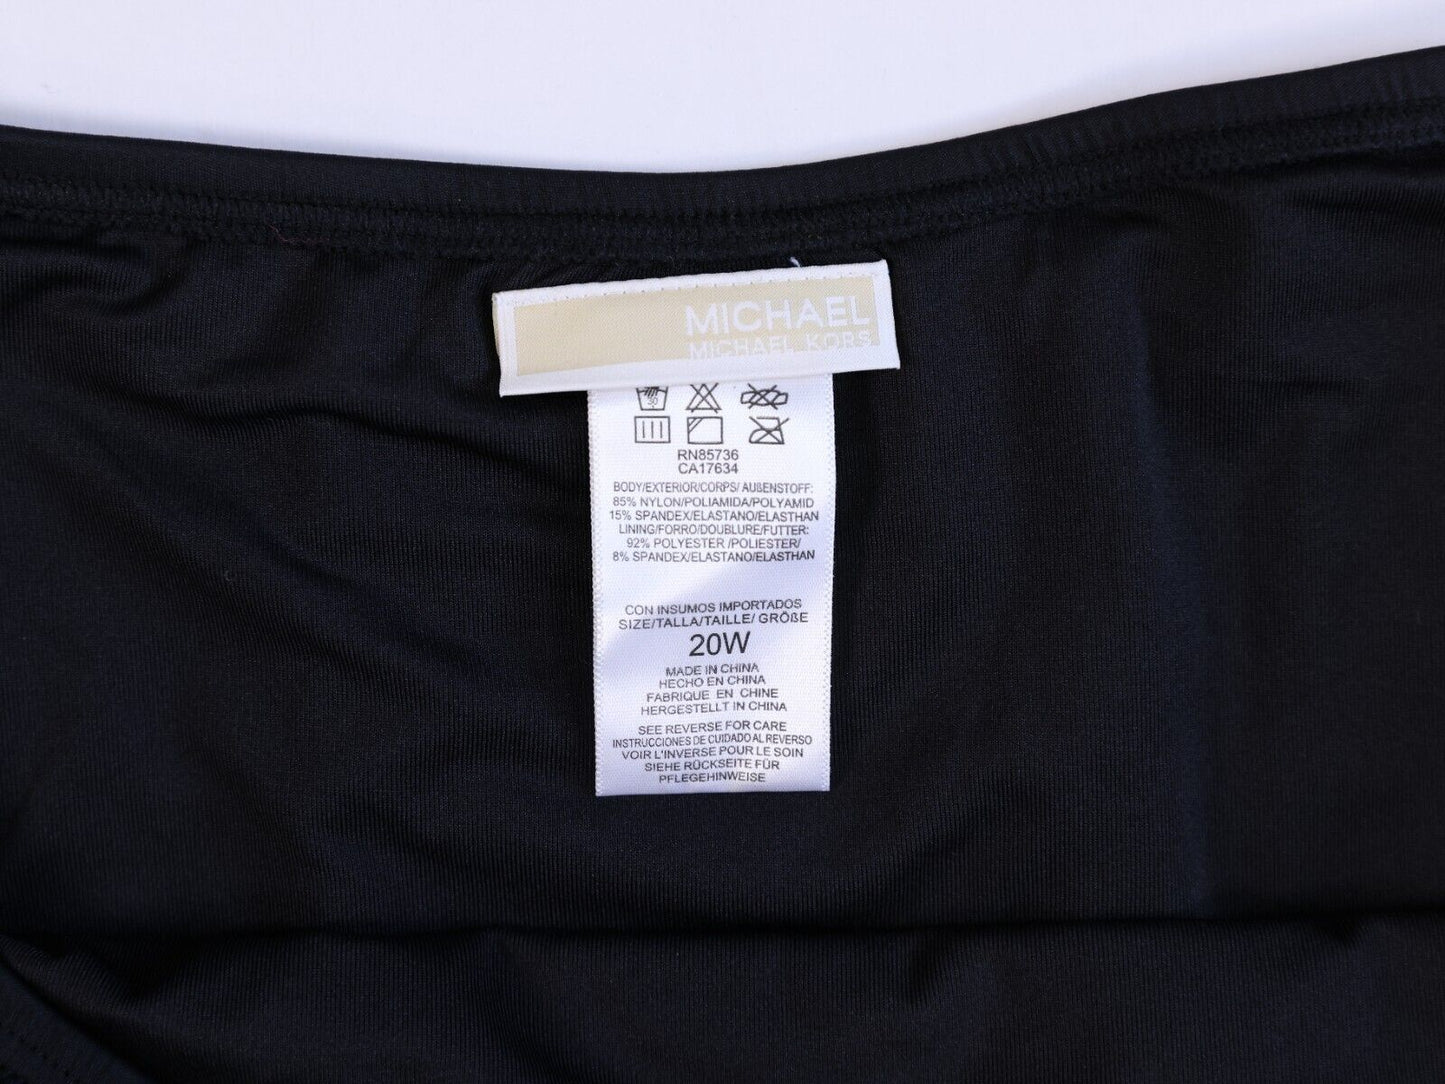 MICHAEL
MICHAEL KORS
30
RN85736
CA17634
BODY/EXTERIOR/CORPS/ AUßENSTOFF:
85% NYLON/POLIAMIDA/POLYAMID
15% SPANDEX/ELASTANO/ELASTHAN
LINING/FORRO/DOUBLURE/FUTTER:
92% POLYESTER /POLIESTER/
8% SPANDEX/ELASTANO/ELASTHAN
CON INSUMOS IMPORTADOS
SIZE/TALLA/TAILLE/ GRÖßE
20W
MADE IN CHINA
HECHO EN CHINA
FABRIQUE EN CHINE
HERGESTELLT IN CHINA
SEE REVERSE FOR CARE
INSTRUCCIONES DE CUIDADO AL REVERSO
VOIR L'INVERSE POUR LE SOIN
SIEHE RÜCKSEITE FÜR
PFLEGEHINWEISE